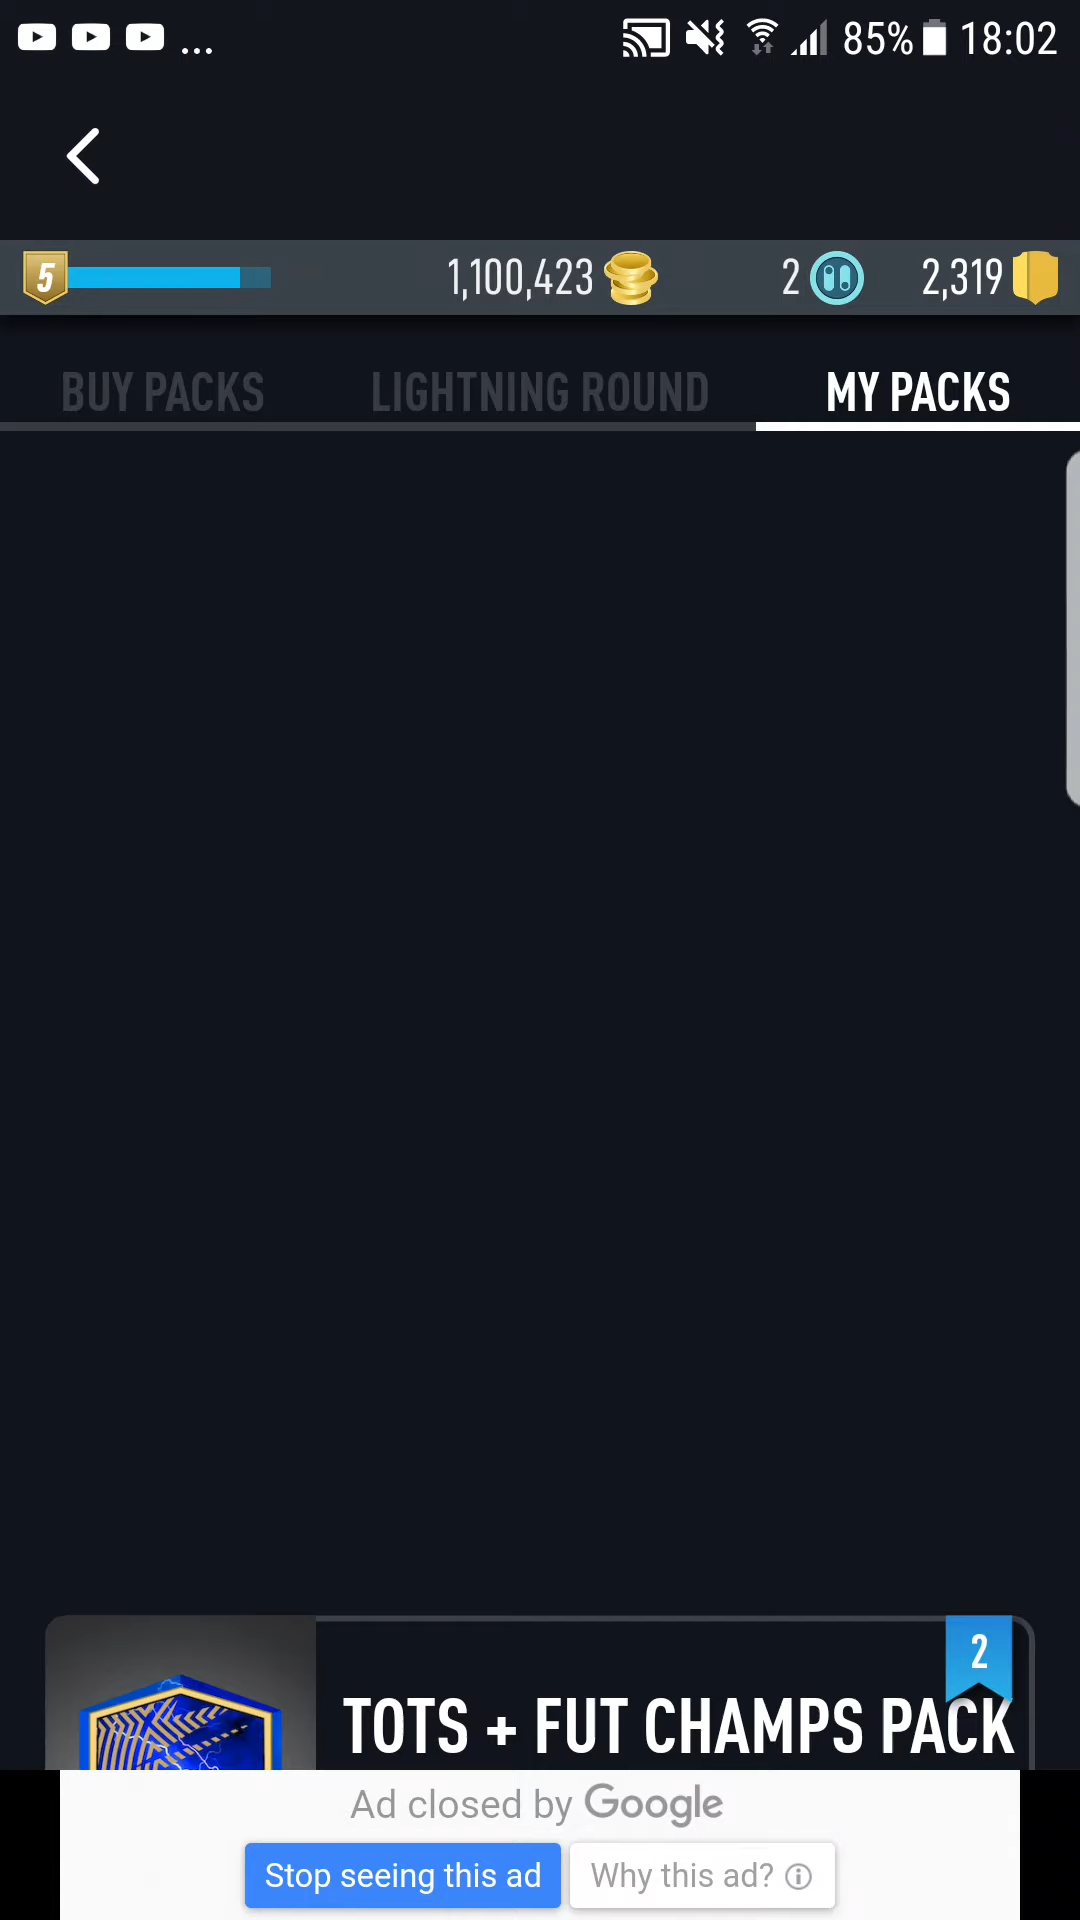 ... 85% 18:02
5 1,100,423 2 2,319
BUY PACKS LIGHTNING ROUND MY PACKS
2
TOTS + FUT CHAMPS PACK
Ad closed by Google
Stop seeing this ad Why this ad?